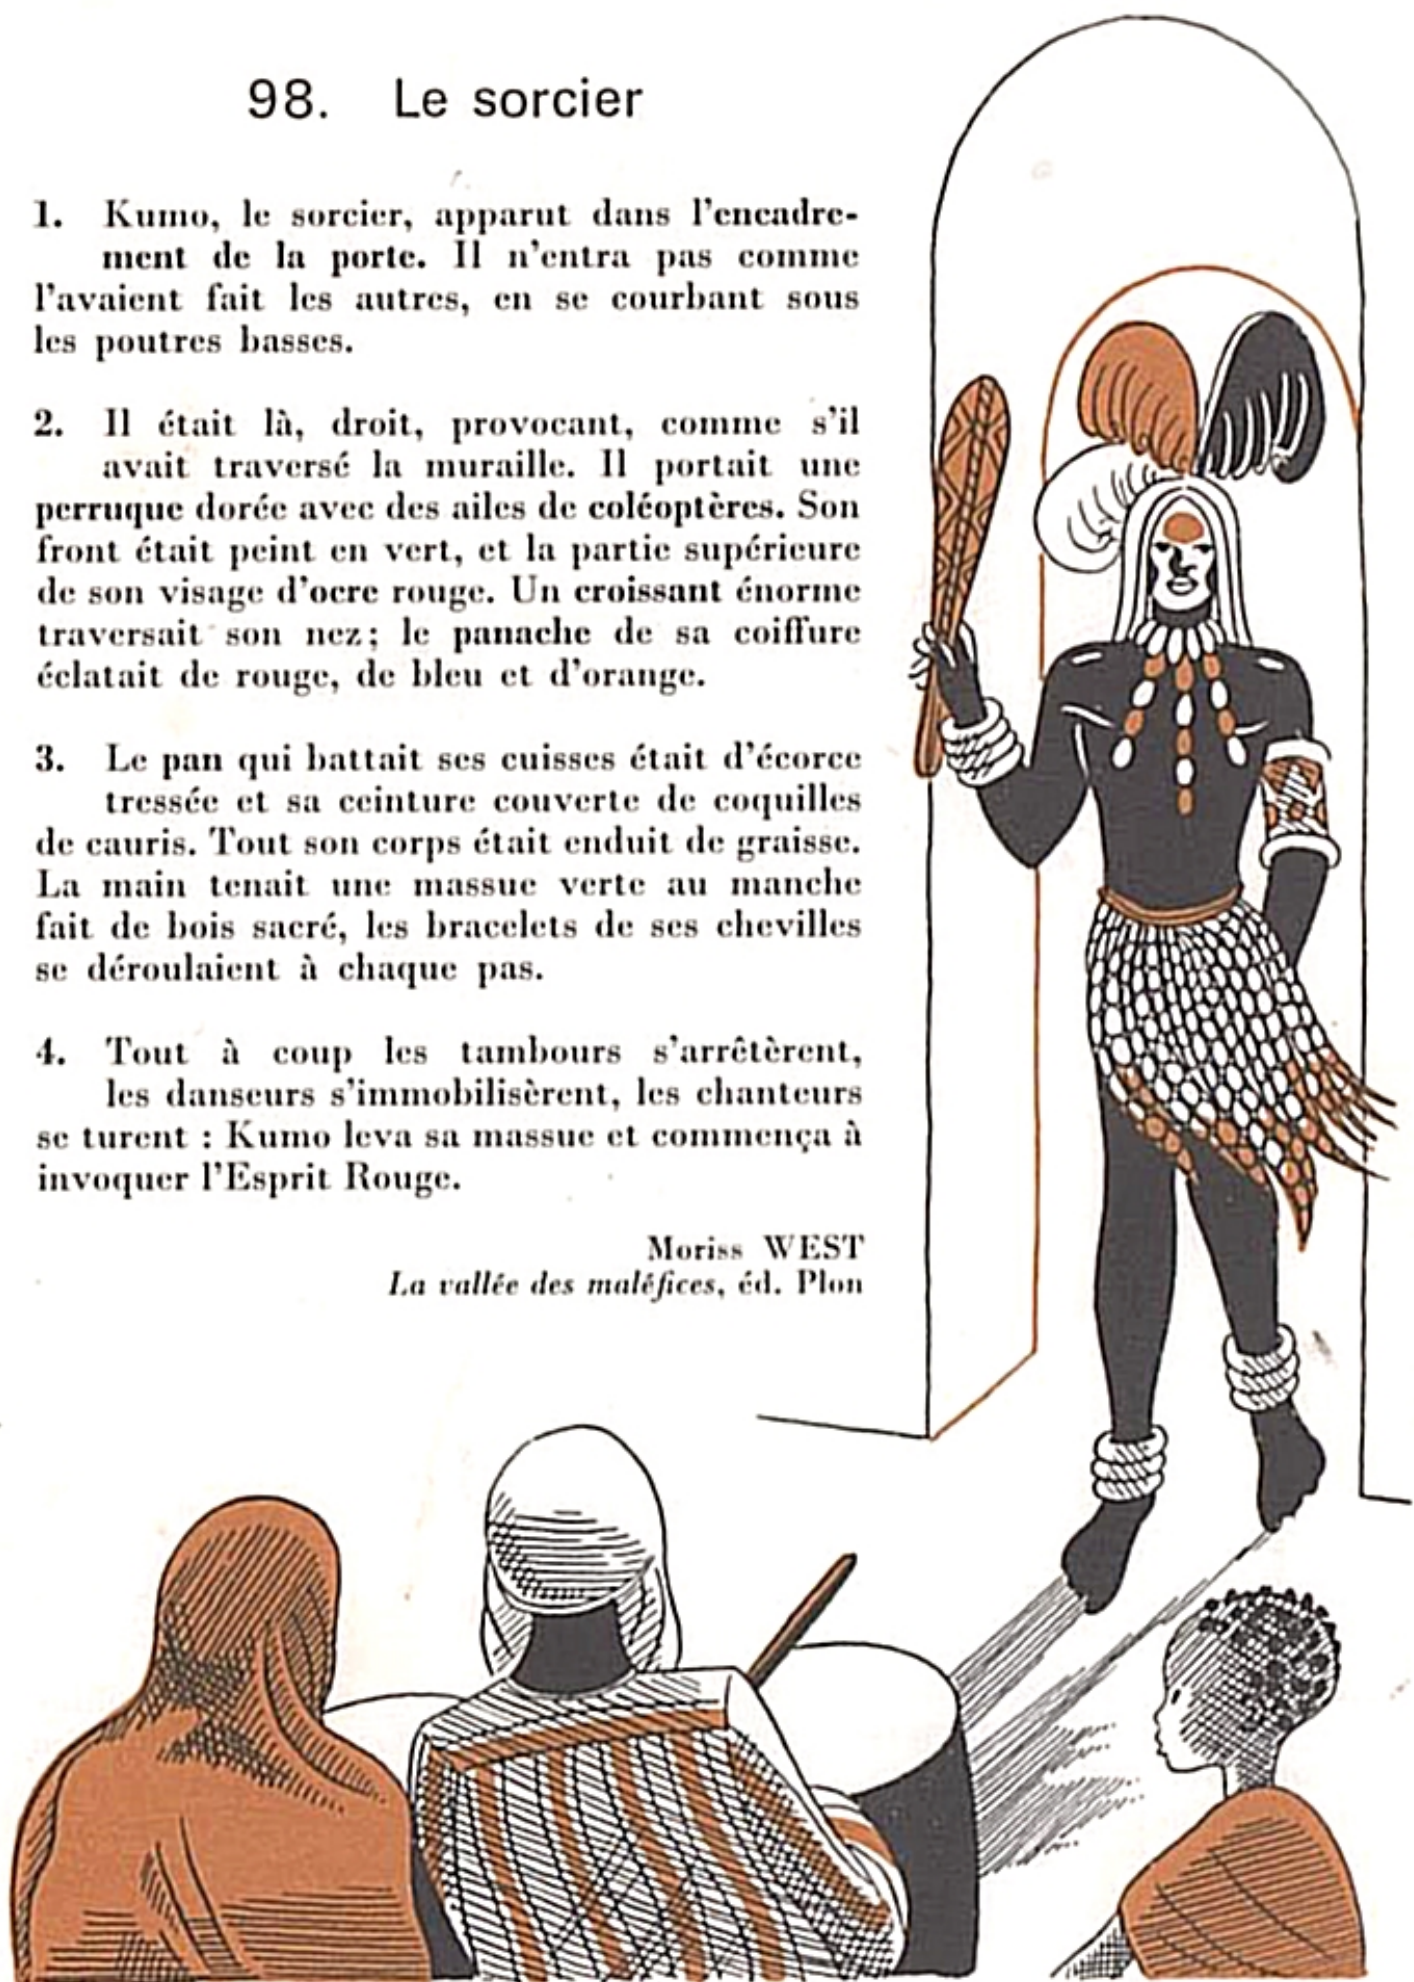 98. Le sorcier
1. Kumo, le sorcier, apparut dans l'encadre-
ment de la porte. Il n'entra pas comme
l'avaient fait les autres, en se courbant sous
les poutres basses.
2. Il était là, droit, provocant, comme s'il
avait traversé la muraille. Il portait une
perruque dorée avec des ailes de coléoptères. Son
front était peint en vert, et la partie supérieure
de son visage d'ocre rouge. Un croissant énorme
traversait son nez; le panache de sa coiffure
éclatait de rouge, de bleu et d'orange.
3. Le pan qui battait ses cuisses était d'écorce
tressée et sa ceinture couverte de coquilles
de cauris. Tout son corps était enduit de graisse.
La main tenait une massue verte au manche
fait de bois sacré, les bracelets de ses chevilles
se déroulaient à chaque pas.
4. Tout à coup les tambours s'arrêtèrent,
les danseurs s'immobilisèrent, les chanteurs
se turent : Kumo leva sa massue et commença à
invoquer l'Esprit Rouge.
Moriss WEST
La vallée des maléfices, éd. Plon